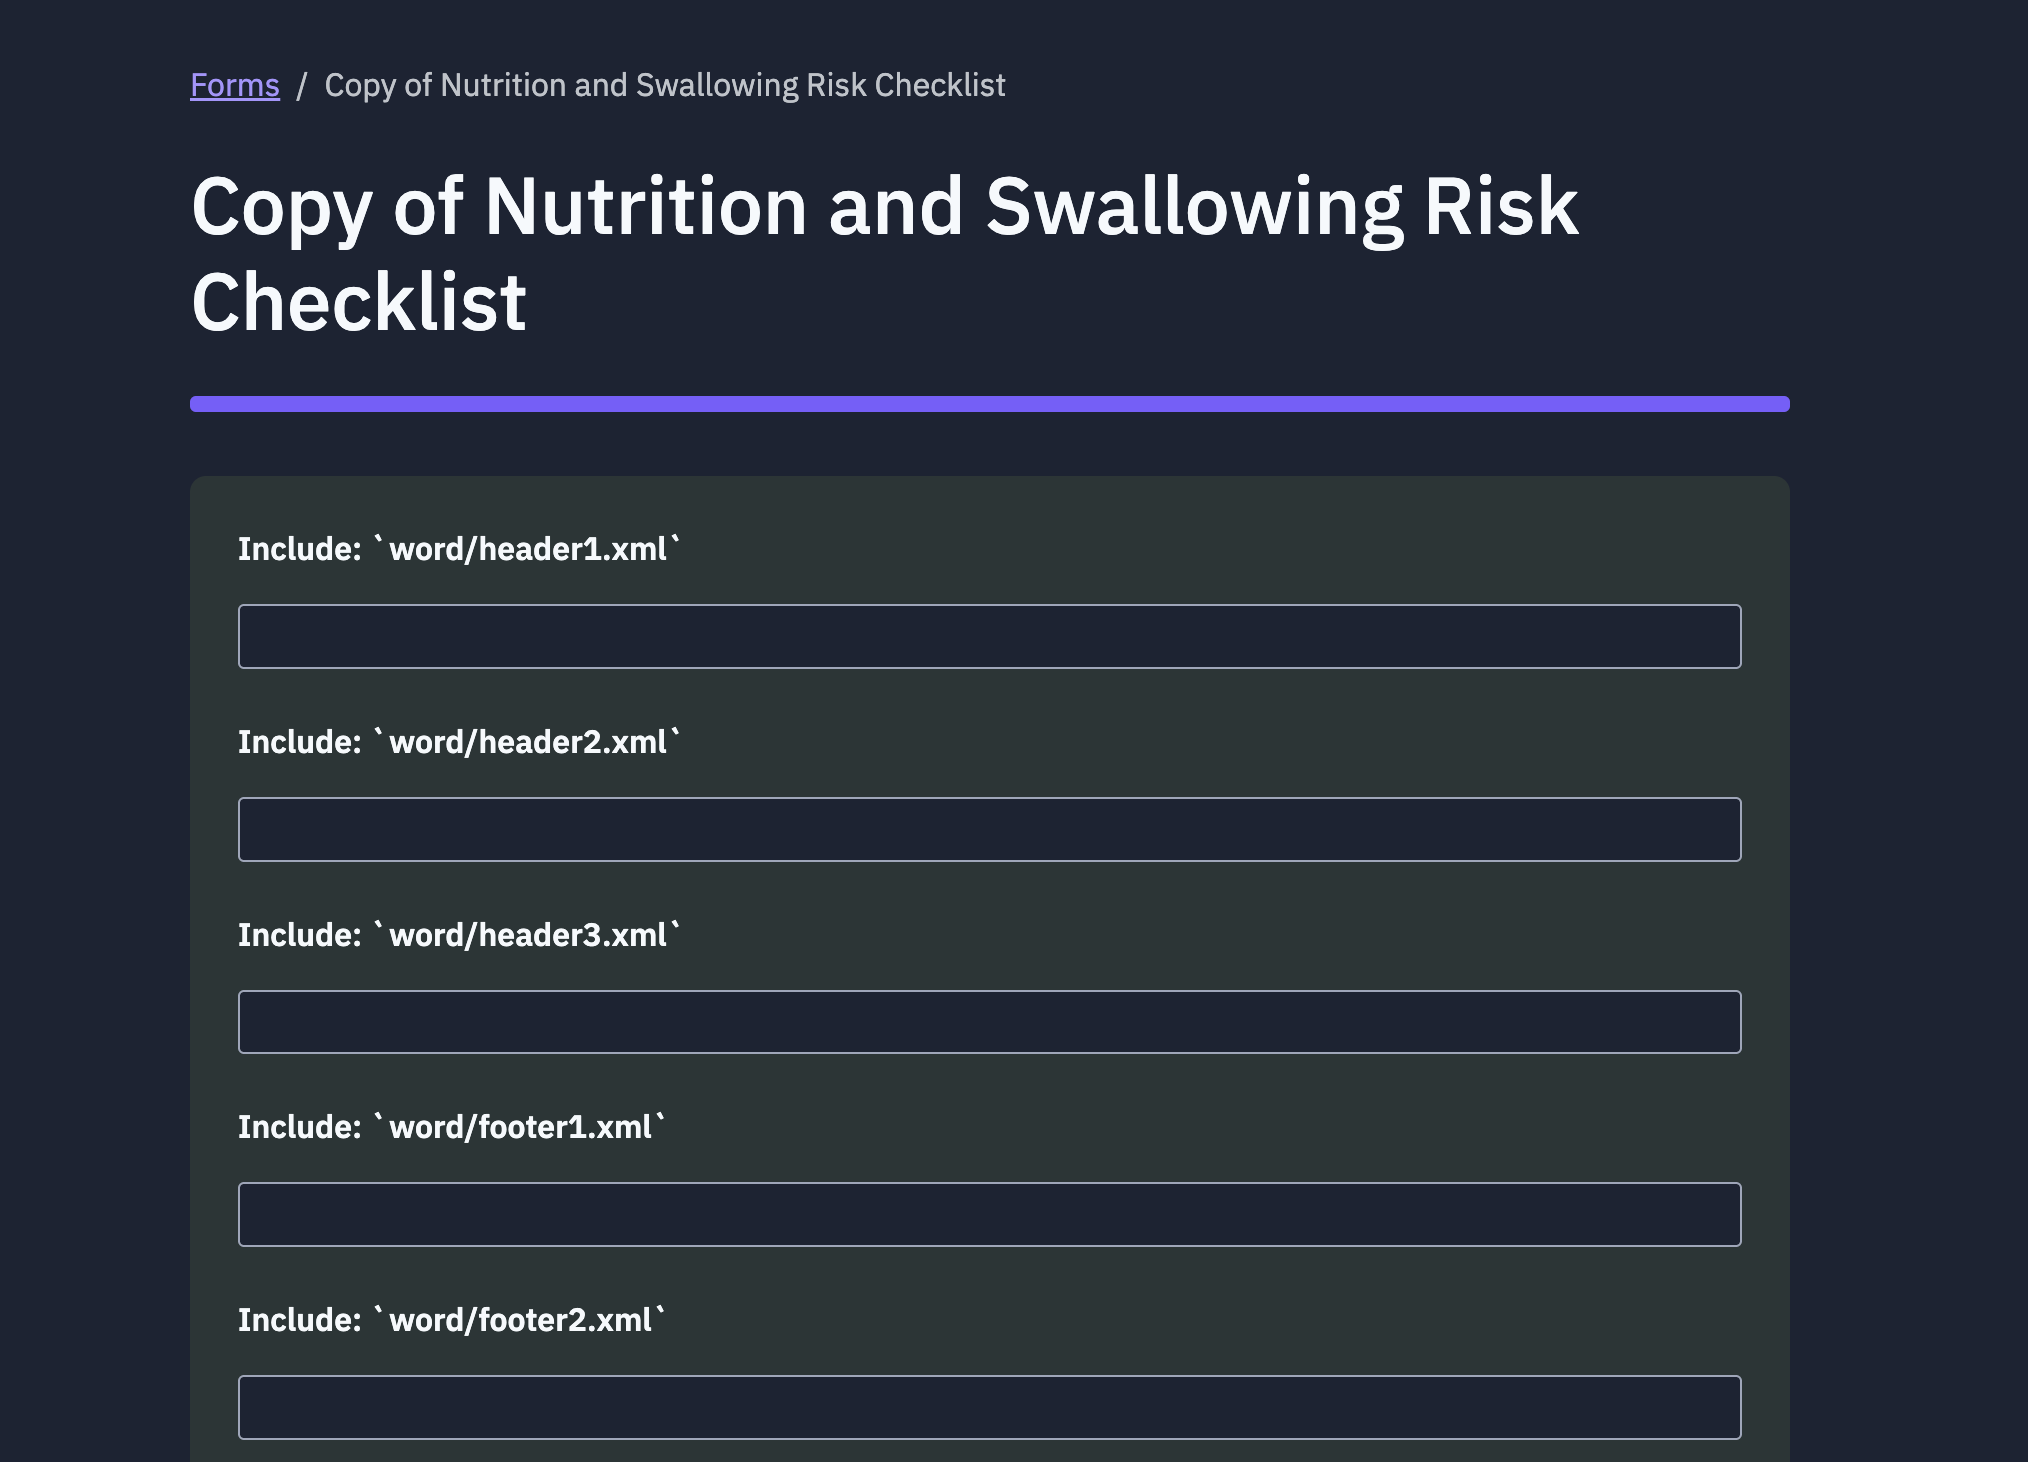 Forms / Copy of Nutrition and Swallowing Risk Checklist
Copy of Nutrition and Swallowing Risk
Checklist
Include: `word/header1.xml`
Include: `word/header2.xml`
Include: `word/header3.xml`
Include: `word/footer1.xml`
Include: `word/footer2.xml`